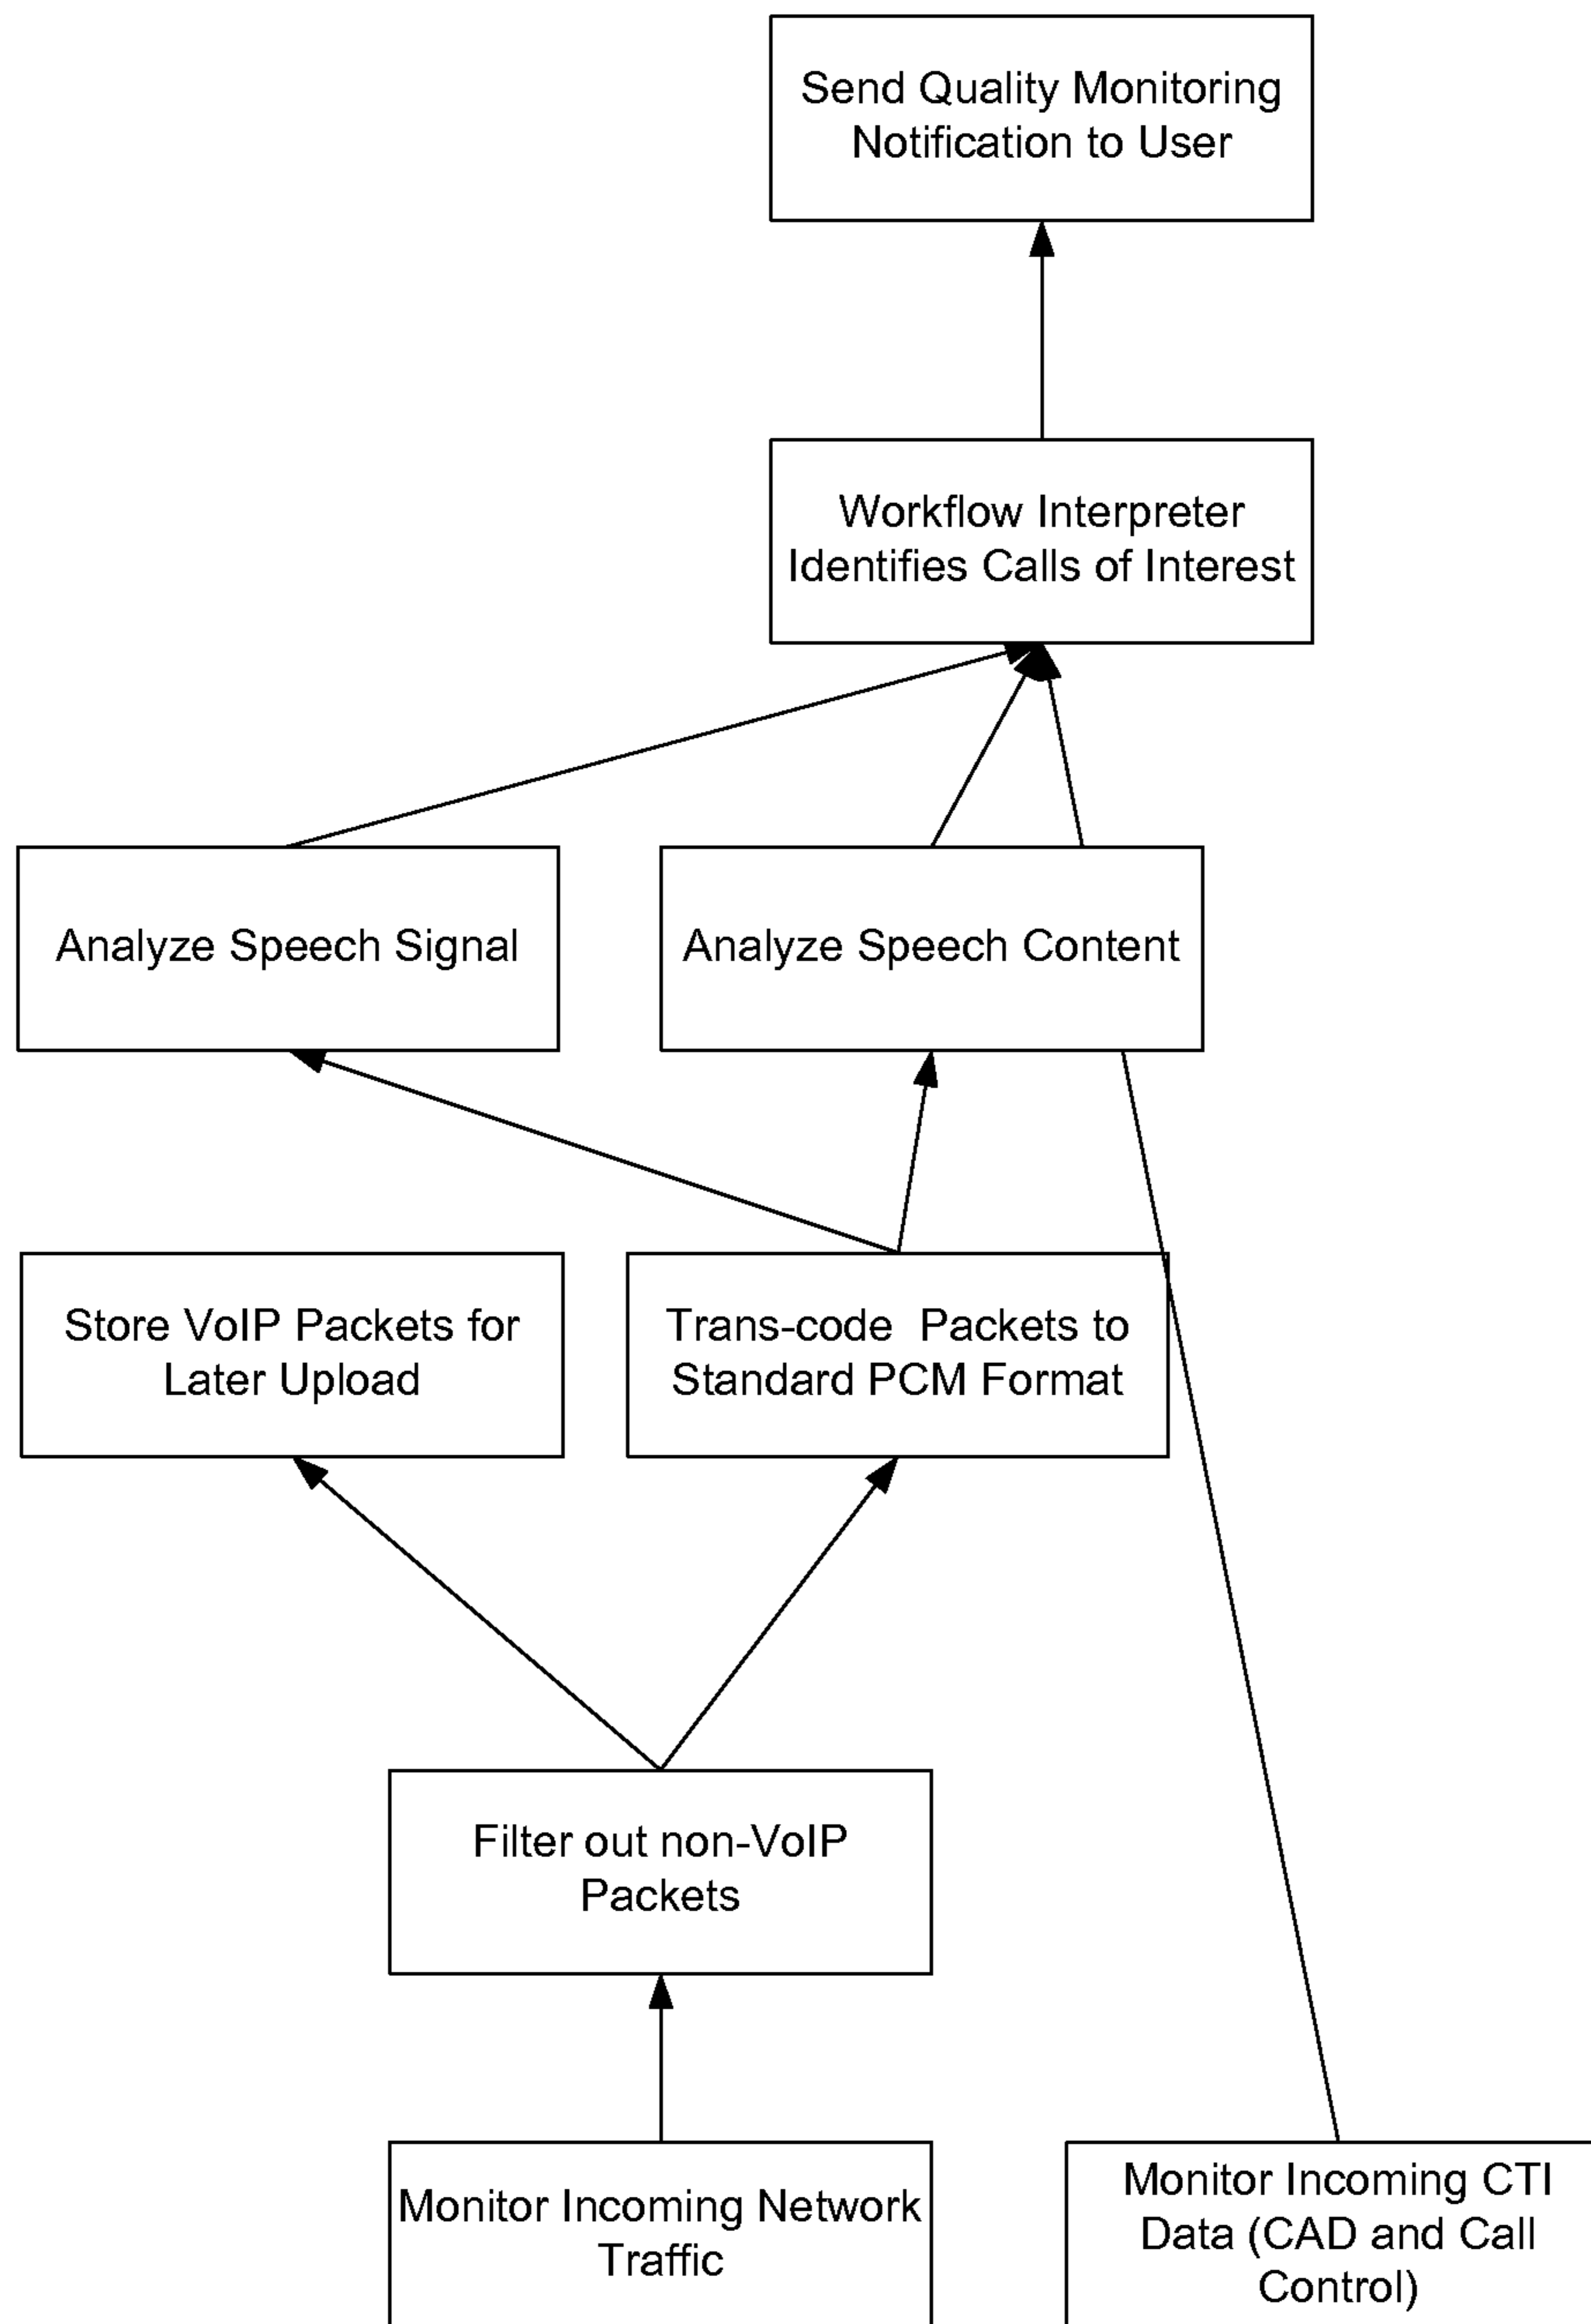 Send Quality Monitoring
Notification to User
Workflow Interpreter
Identifies Calls of Interest
Analyze Speech Signal
Analyze Speech Content
Store VoIP Packets for
Later Upload
Trans-code  Packets to
Standard PCM Format
Filter out non-VoIP
Packets
Monitor Incoming Network
Traffic
Monitor Incoming CTI
Data (CAD and Call
Control)